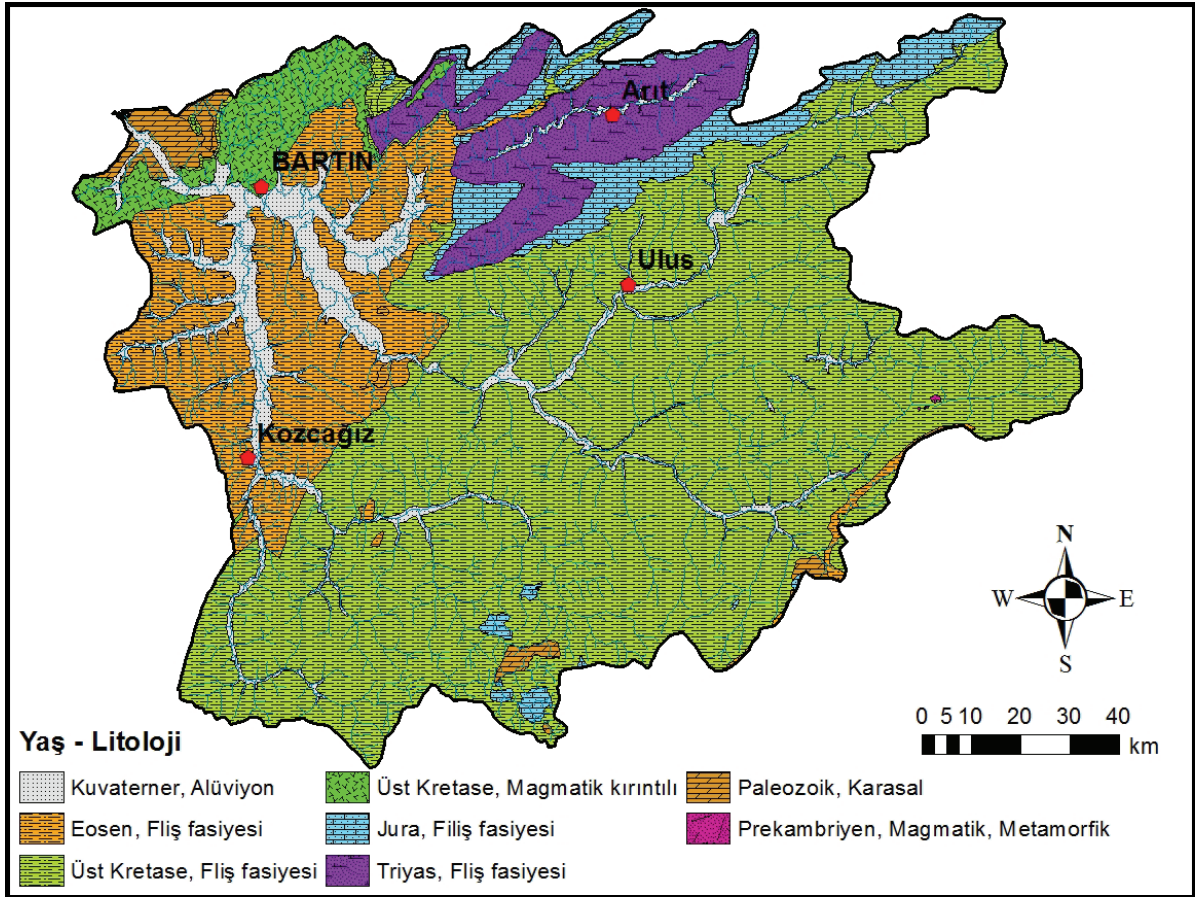 Arıt
BARTIN
Ulus
Kozcağız
N
W E
S
0 5 10 20 30 40
km
Yaş - Litoloji
Kuvaterner, Alüviyon
Üst Kretase, Magmatik kırıntılı
Paleozoik, Karasal
Eosen, Fliş fasiyesi
Jura, Filiş fasiyesi
Prekambriyen, Magmatik, Metamorfik
Üst Kretase, Fliş fasiyesi
Triyas, Fliş fasiyesi